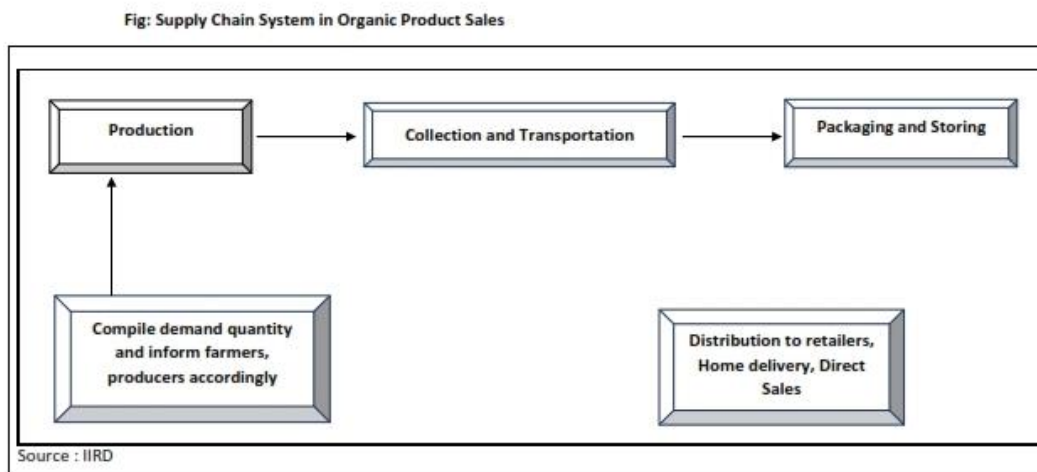 Fig: Supply Chain System in Organic Product Sales
Production
Collection and Transportation
Packaging and Storing
Compile demand quantity
and inform farmers,
producers accordingly
Distribution to retailers,
Home delivery, Direct
Sales
Source : IIRD